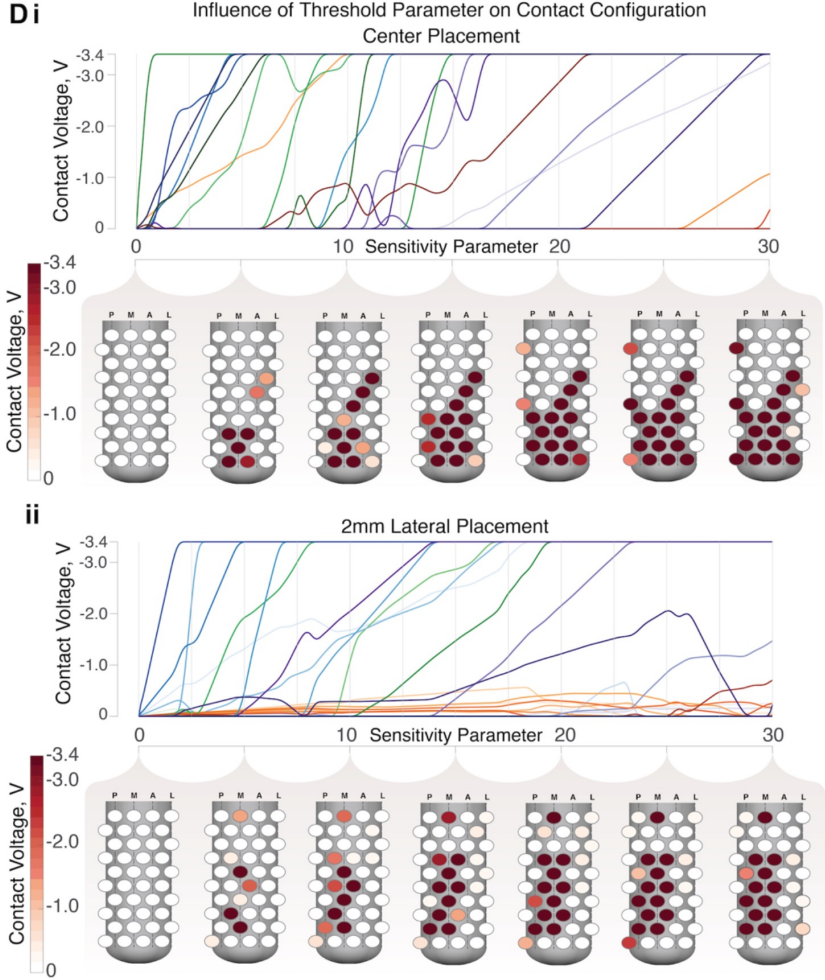 D i
Influence of Threshold Parameter on Contact Configuration
Center Placement
Contact Voltage, V
-3.4
-3.0
-2.0
-1.0
0
0 10 Sensitivity Parameter 20 30
Contact Voltage, V
-3.4
-3.0
-2.0
-1.0
0
P M A L P M A L P M A L P M A L P M A L P M A L P M A L
ii
2mm Lateral Placement
Contact Voltage, V
-3.4
-3.0
-2.0
-1.0
0
0 10 Sensitivity Parameter 20 30
Contact Voltage, V
-3.4
-3.0
-2.0
-1.0
0
P M A L P M A L P M A L P M A L P M A L P M A L P M A L